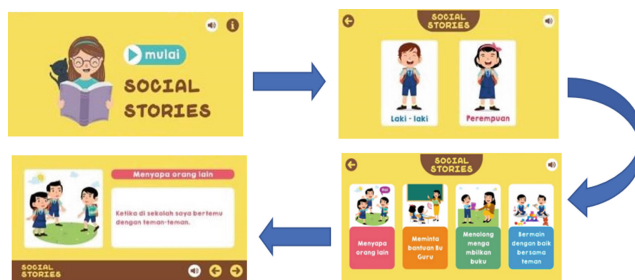 mulai
SOCIAL
STORIES
SOCIAL
STORIES
Laki - laki
Perempuan
SOCIAL
STORIES
Menyapa
orang lain
Meminta
bantuan Bu
Guru
Menolong
menga
mbilkan
buku
Bermain
dengan baik
bersama
teman
Menyapa orang lain
Ketika di sekolah saya bertemu
dengan teman-teman.
SOCIAL
STORIES